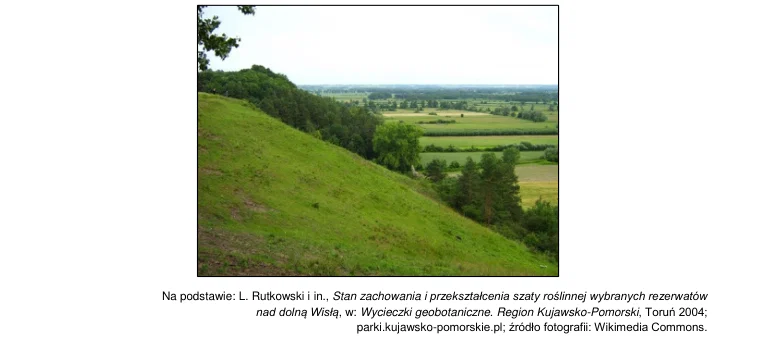 Na podstawie: L. Rutkowski i in., Stan zachowania i przekształcenia szaty roślinnej wybranych rezerwatów
nad dolną Wisłą, w: Wycieczki geobotaniczne. Region Kujawsko-Pomorski, Toruń 2004;
parki.kujawsko-pomorskie.pl; źródło fotografii: Wikimedia Commons.